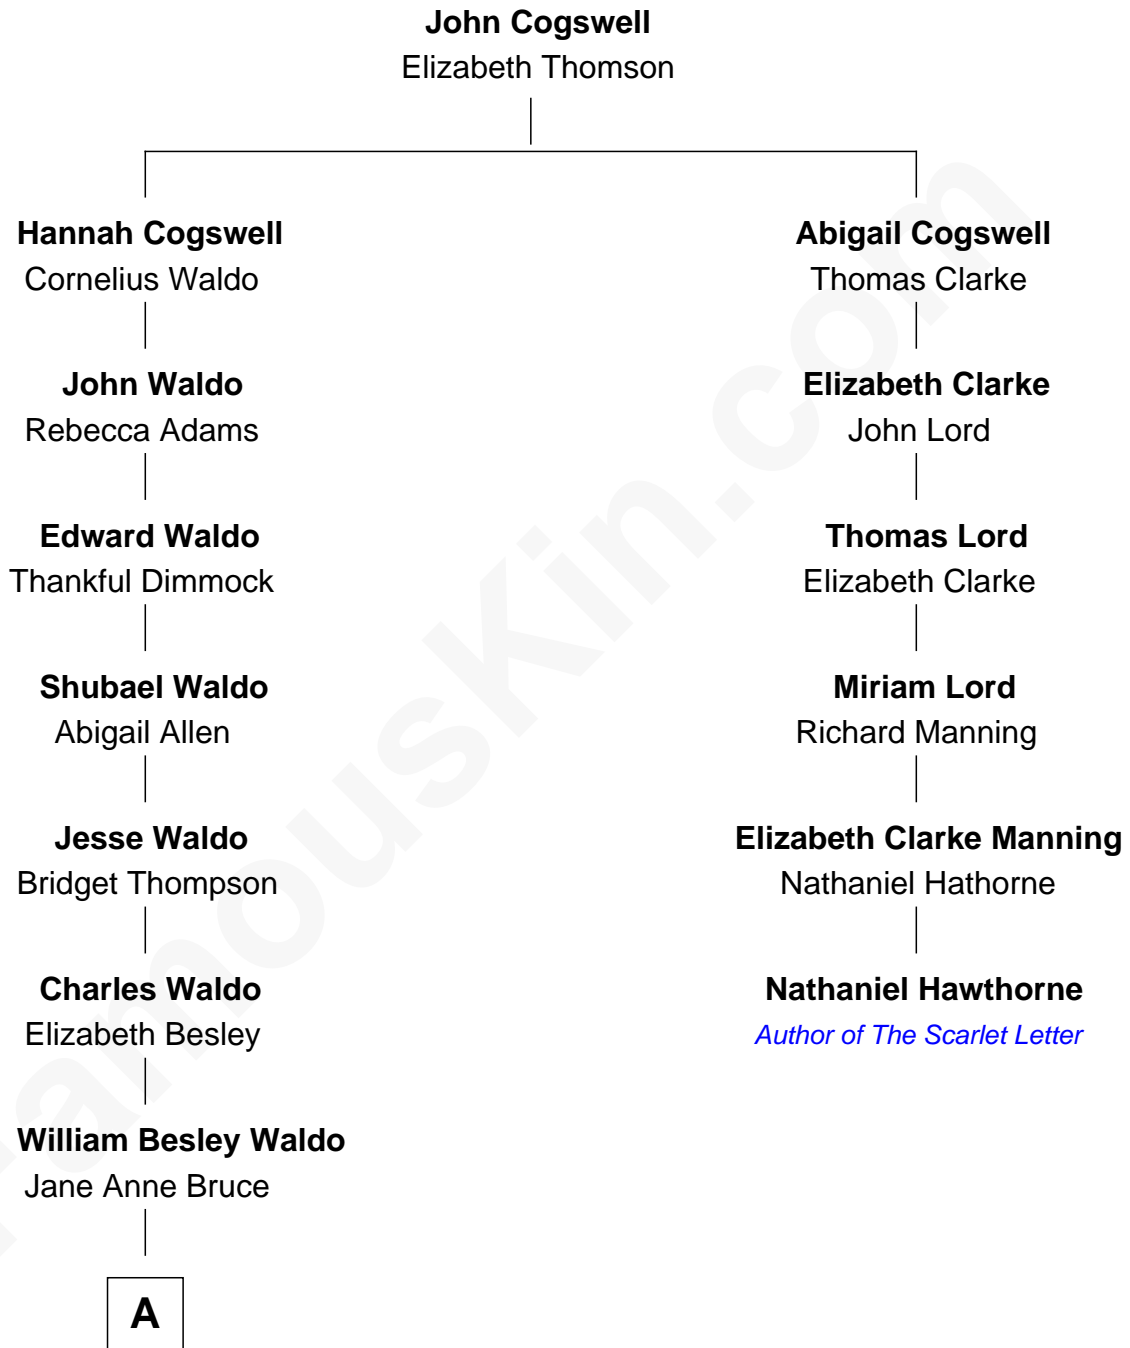 John Cogswell
Elizabeth Thomson
Hannah Cogswell
Cornelius Waldo
Abigail Cogswell
Thomas Clarke
John Waldo
Rebecca Adams
Elizabeth Clarke
John Lord
Edward Waldo
Thankful Dimmock
Thomas Lord
Elizabeth Clarke
Shubael Waldo
Abigail Allen
Miriam Lord
Richard Manning
Jesse Waldo
Bridget Thompson
Elizabeth Clarke Manning
Nathaniel Hathorne
Charles Waldo
Elizabeth Besley
Nathaniel Hawthorne
Author of The Scarlet Letter
William Besley Waldo
Jane Anne Bruce
A
FamousKin.com